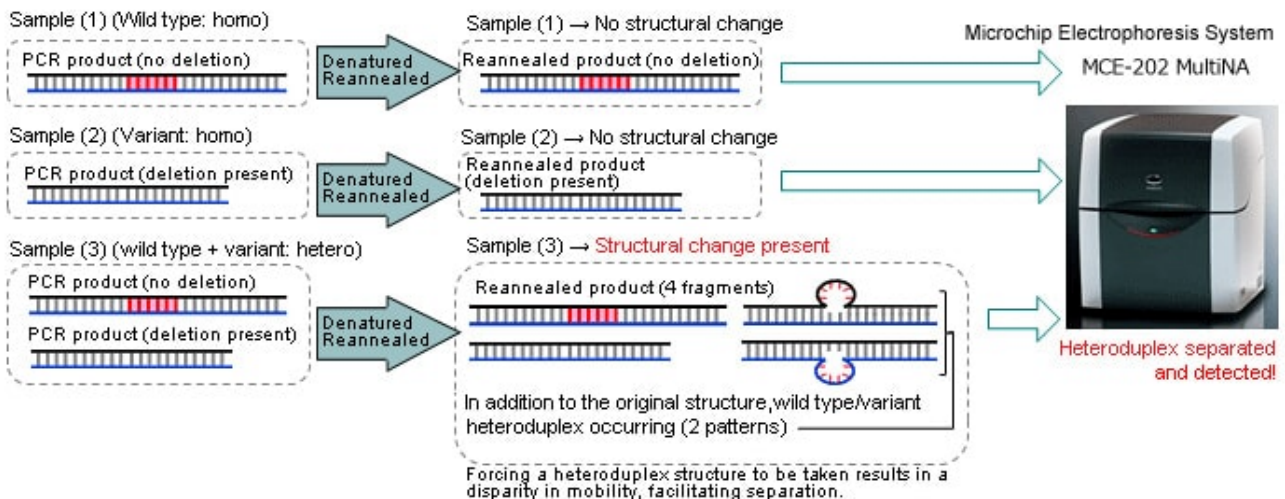 Sample (1) (Wild type: homo)
PCR product (no deletion)
Denatured
Reannealed
Sample (1) → No structural change
Reannealed product (no deletion)
Microchip Electrophoresis System
MCE-202 MultiNA
Sample (2) (Variant: homo)
PCR product (deletion present)
Denatured
Reannealed
Sample (2) → No structural change
Reannealed product
(deletion present)
Sample (3) (wild type + variant: hetero)
PCR product (no deletion)
PCR product (deletion present)
Denatured
Reannealed
Sample (3) → Structural change present
Reannealed product (4 fragments)
In addition to the original structure,wild type/variant
heteroduplex occurring (2 patterns)
Heteroduplex separated
and detected!
Forcing a heteroduplex structure to be taken results in a
disparity in mobility, facilitating separation.